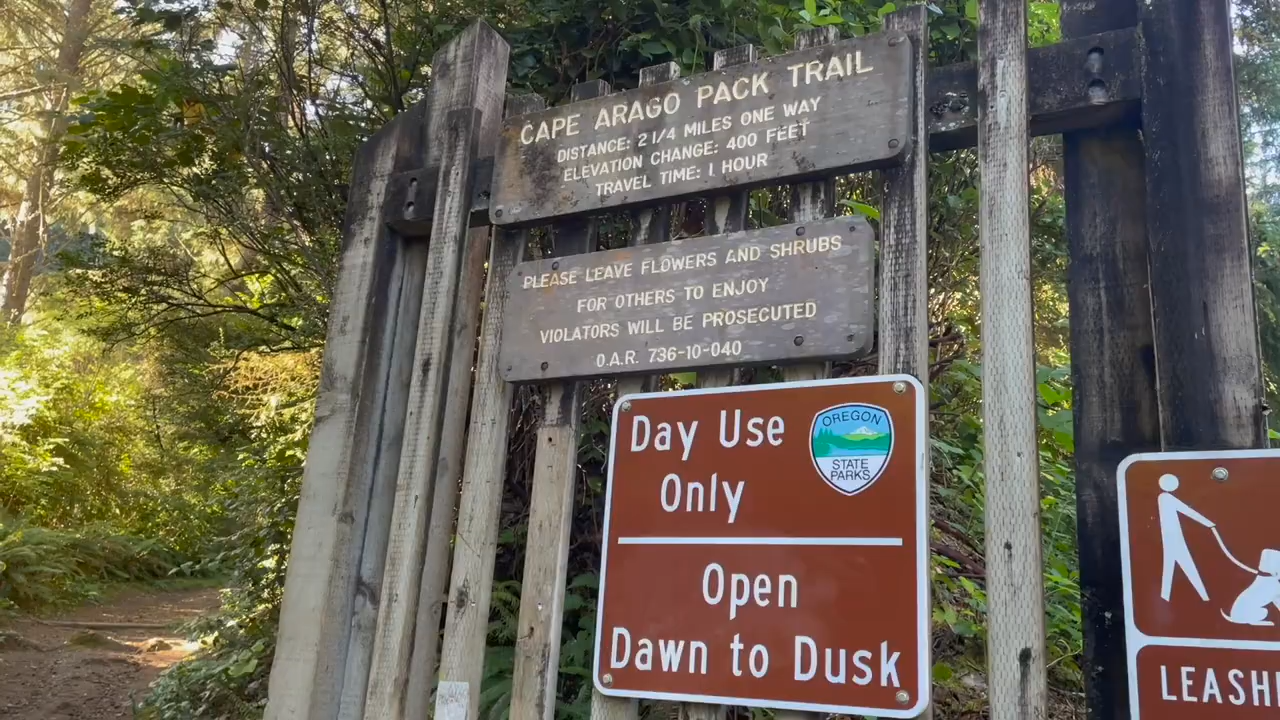 CAPE ARAGO PACK TRAIL
DISTANCE: 2 1/4 MILES ONE WAY
ELEVATION CHANGE: 400 FEET
TRAVEL TIME: 1 HOUR
PLEASE LEAVE FLOWERS AND SHRUBS
FOR OTHERS TO ENJOY
VIOLATORS WILL BE PROSECUTED
O.A.R. 736-10-040
Day Use
Only
OREGON
STATE
PARKS
Open
Dawn to Dusk